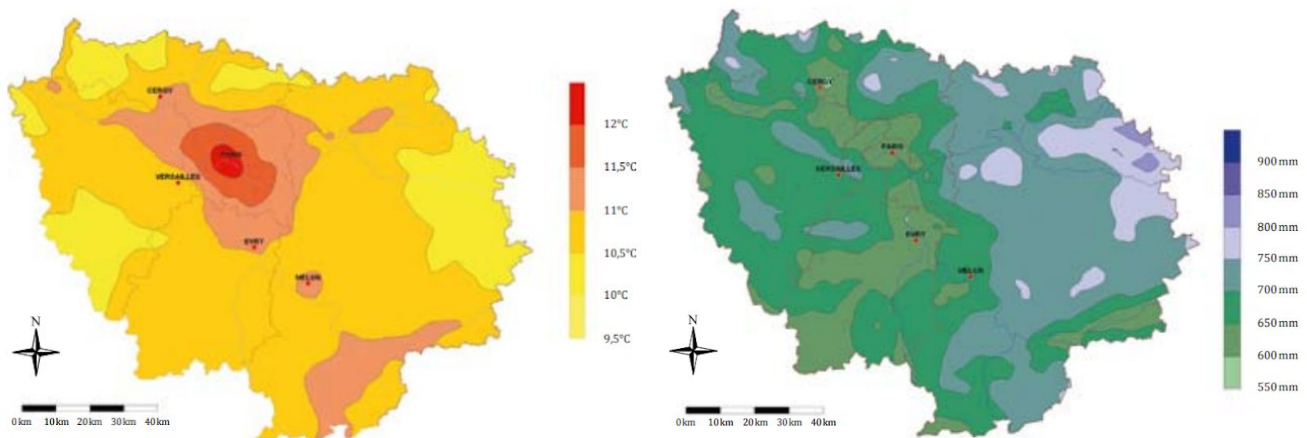 CERGY
PARIS
VERSAILLES
EVRY
MELUN
N
0km 10km 20km 30km 40km
12°C
11,5°C
11°C
10,5°C
10°C
9,5°C
CERGY
PARIS
VERSAILLES
EVRY
MELUN
N
0km 10km 20km 30km 40km
900 mm
850 mm
800 mm
750 mm
700 mm
650 mm
600 mm
550 mm